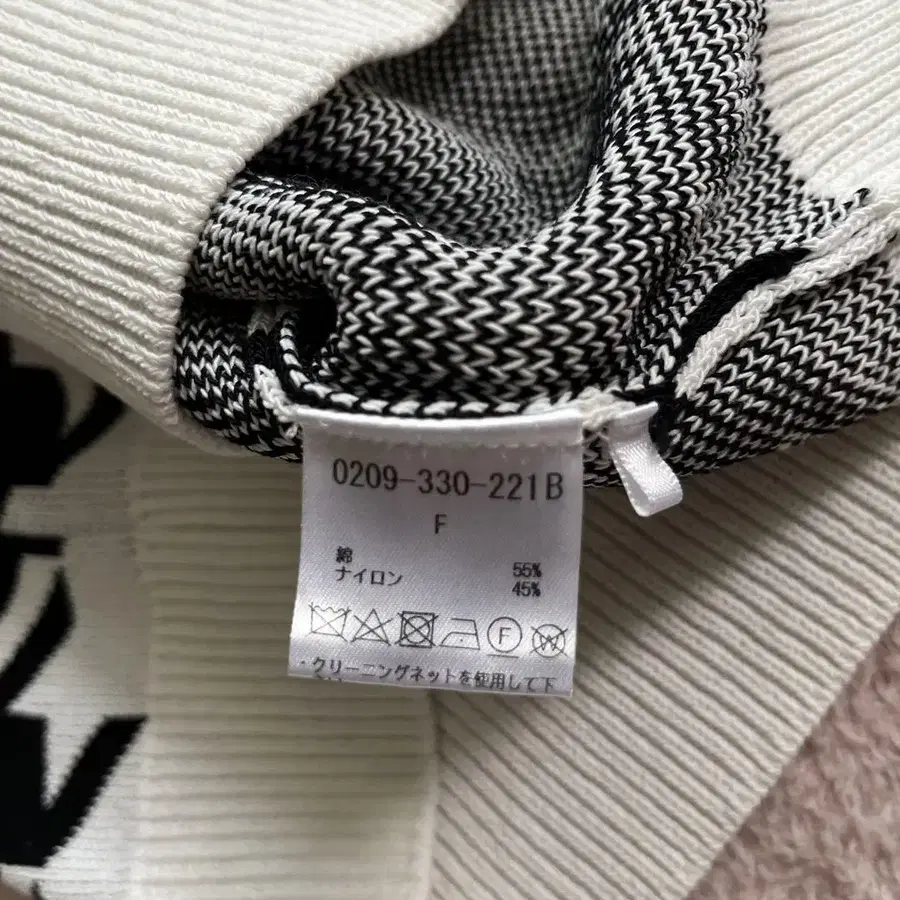 0209-330-221B
F
綿 55%
ナイロン 45%
F W
・クリーニングネットを使用して下